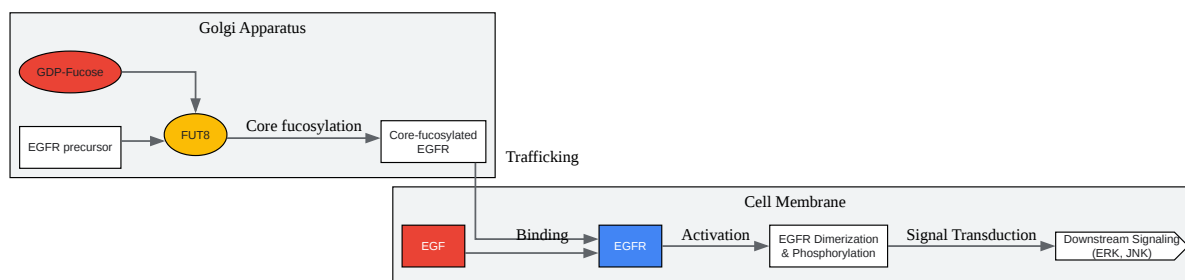 Golgi Apparatus
GDP-Fucose
EGFR precursor
FUT8
Core fucosylation
Core-fucosylated
EGFR
Trafficking
Cell Membrane
EGF
Binding
EGFR
Activation
EGFR Dimerization
& Phosphorylation
Signal Transduction
Downstream Signaling
(ERK, JNK)